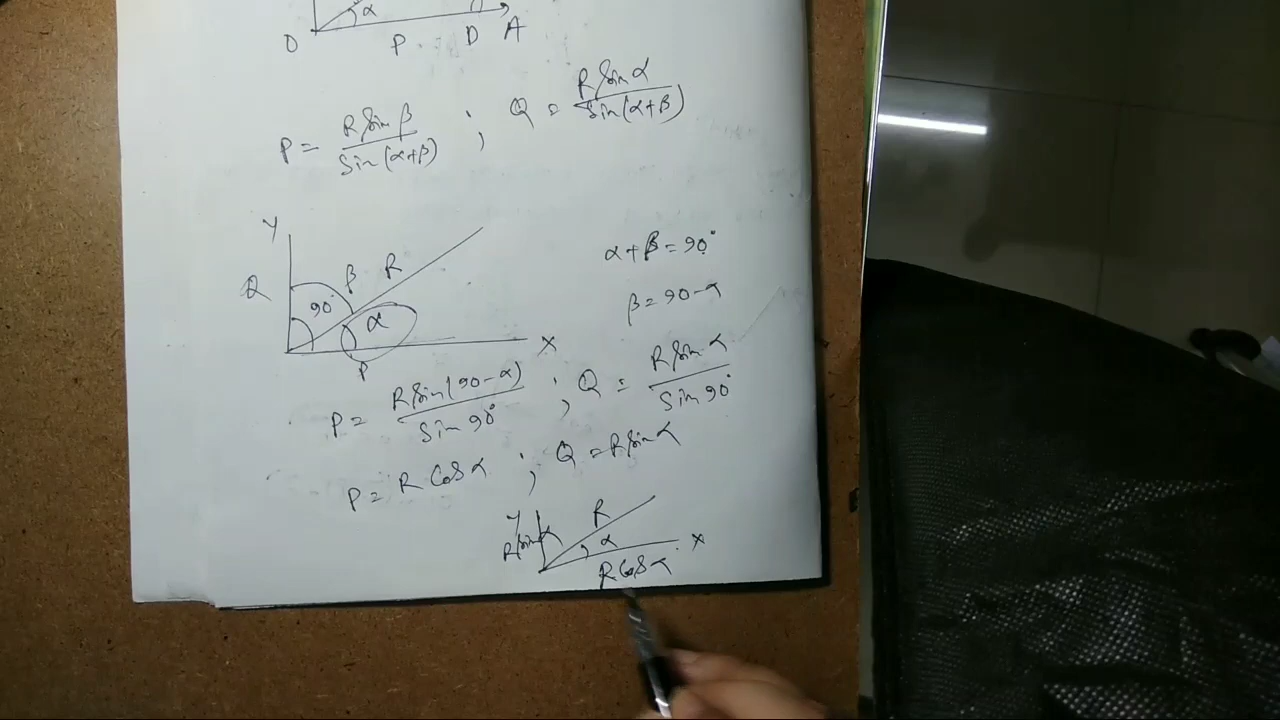 α
O P D A
P = R Sin β / Sin (α+β) ; Q = R Sin α / Sin (α+β)
Y
Q 90° β R α X
P
α + β = 90°
β = 90 - α
P = R Sin (90 - α) / Sin 90° ; Q = R Sin α / Sin 90°
P = R Cos α ; Q = R Sin α
Y R
R Sin α α X
R Cos α